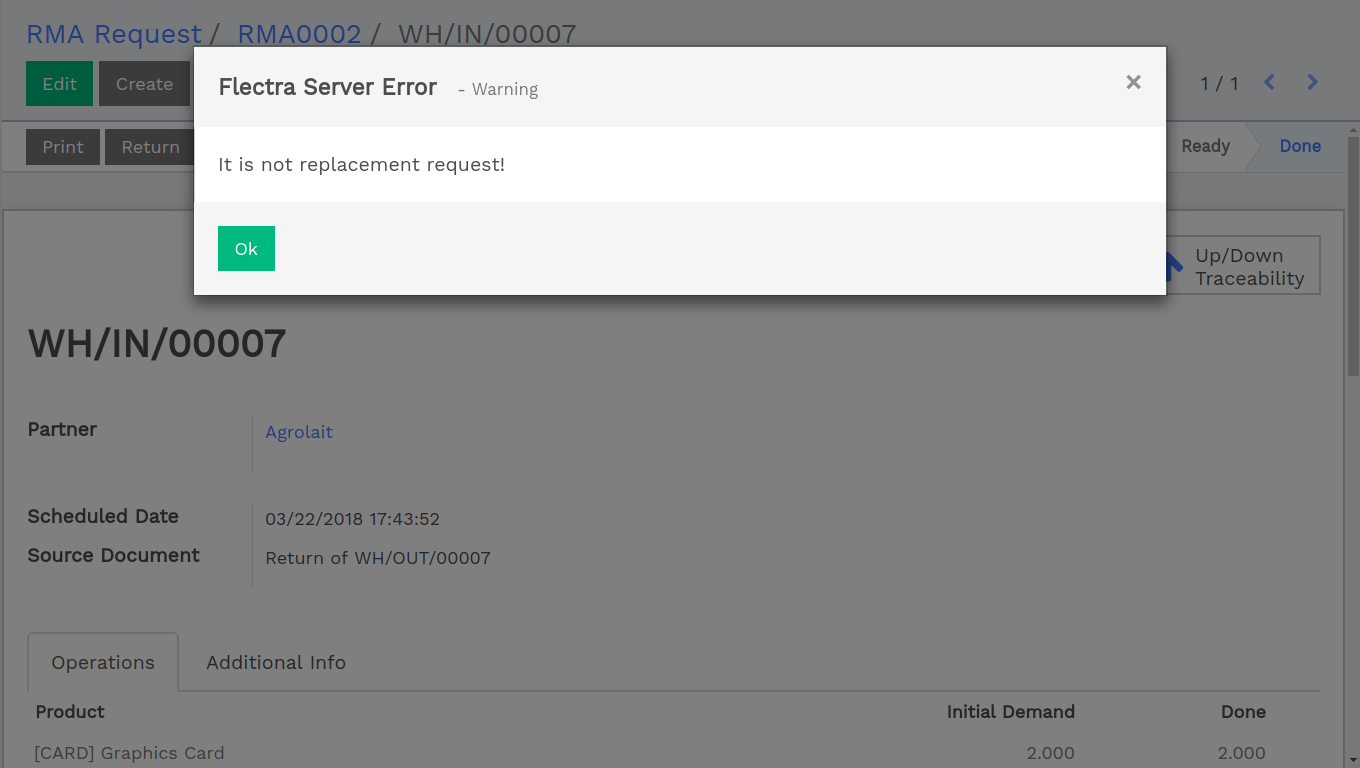 RMA Request / RMA0002 / WH/IN/00007
Edit Create
1 / 1
Flectra Server Error - Warning
×
Print Return
Ready Done
It is not replacement request!
Ok
Up/Down
Traceability
WH/IN/00007
Partner Agrolait
Scheduled Date 03/22/2018 17:43:52
Source Document Return of WH/OUT/00007
Operations Additional Info
Product Initial Demand Done
[CARD] Graphics Card 2.000 2.000